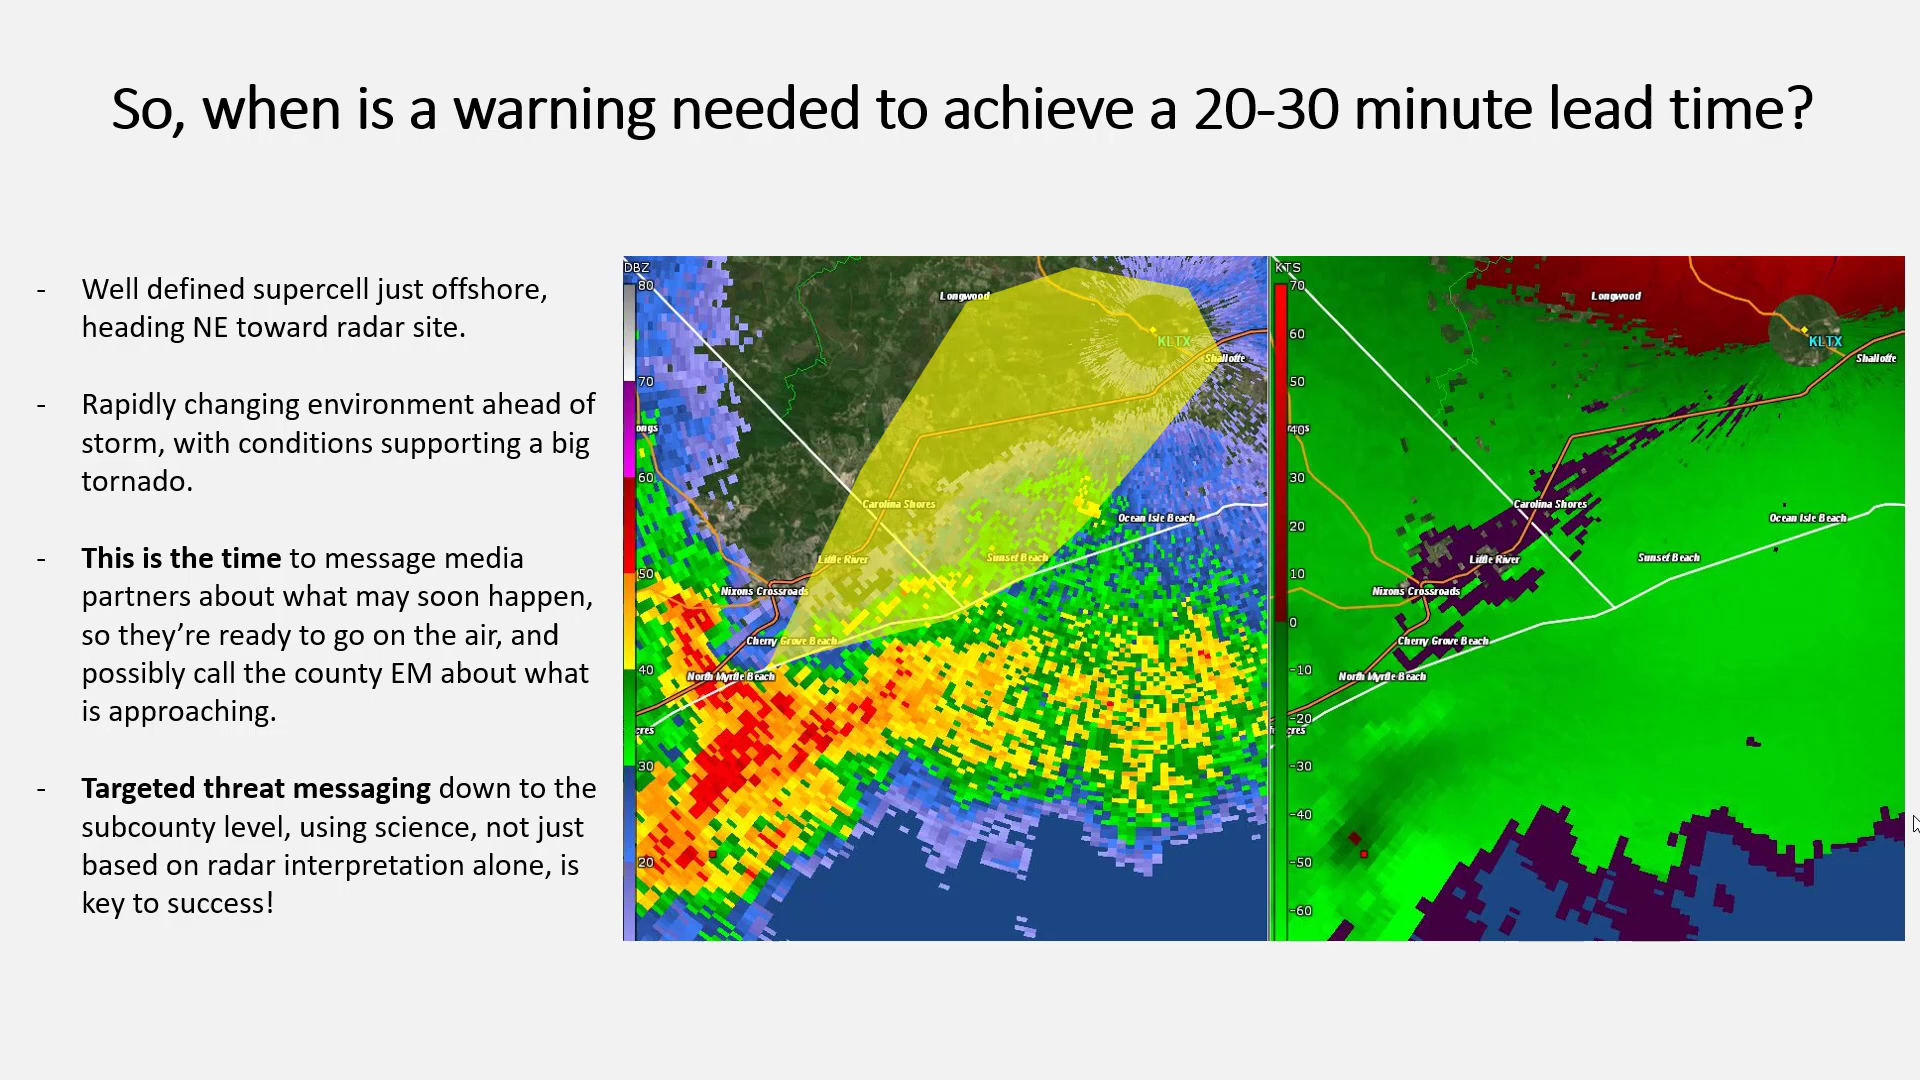 So, when is a warning needed to achieve a 20-30 minute lead time?
- Well defined supercell just offshore,
heading NE toward radar site.
- Rapidly changing environment ahead of
storm, with conditions supporting a big
tornado.
- This is the time to message media
partners about what may soon happen,
so they’re ready to go on the air, and
possibly call the county EM about what
is approaching.
- Targeted threat messaging down to the
subcounty level, using science, not just
based on radar interpretation alone, is
key to success!
DBZ
80
70
60
50
40
30
20
Longwood
KLTX
Shallotte
ongs
Carolina Shores
Ocean Isle Beach
Little River
Sunset Beach
Nixons Crossroads
Cherry Grove Beach
North Myrtle Beach
cres
KTS
70
60
50
40
30
20
10
0
-10
-20
-30
-40
-50
-60
Longwood
KLTX
Shallotte
Carolina Shores
Ocean Isle Beach
Little River
Sunset Beach
Nixons Crossroads
Cherry Grove Beach
North Myrtle Beach
cres